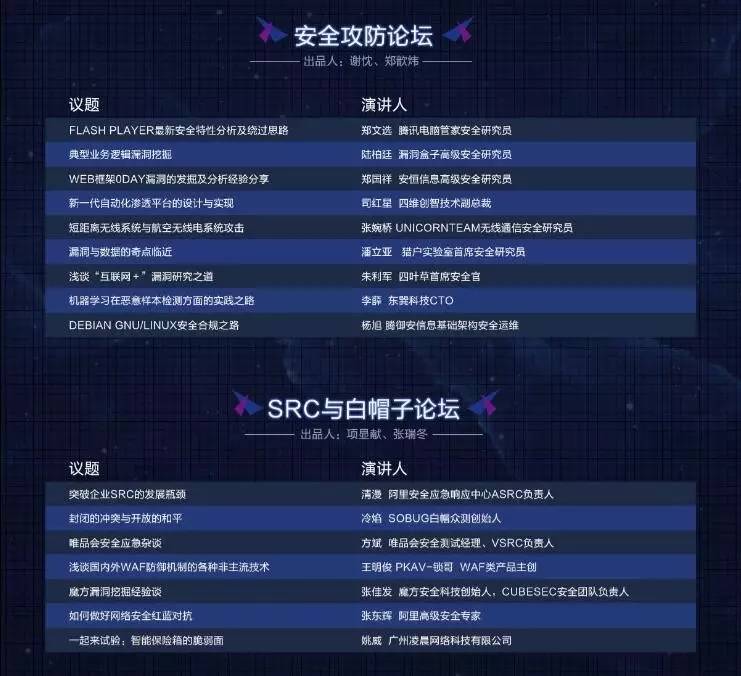 安全攻防论坛
出品人：谢忱、郑歆炜
议题 演讲人
FLASH PLAYER最新安全特性分析及绕过思路 郑文选 腾讯电脑管家安全研究员
典型业务逻辑漏洞挖掘 陆柏廷 漏洞盒子高级安全研究员
WEB框架0DAY漏洞的发掘及分析经验分享 郑国祥 安恒信息高级安全研究员
新一代自动化渗透平台的设计与实现 司红星 四维创智技术副总裁
短距离无线系统与航空无线电系统攻击 张婉桥 UNICORNTEAM无线通信安全研究员
漏洞与数据的奇点临近 潘立亚 猎户实验室首席安全研究员
浅谈“互联网+”漏洞研究之道 朱利军 四叶草首席安全官
机器学习在恶意样本检测方面的实践之路 李薛 东巽科技CTO
DEBIAN GNU/LINUX安全合规之路 杨旭 腾御安信息基础架构安全运维
SRC与白帽子论坛
出品人：项显献、张瑞冬
议题 演讲人
突破企业SRC的发展瓶颈 清漫 阿里安全应急响应中心ASRC负责人
封闭的冲突与开放的和平 冷焰 SOBUG白帽众测创始人
唯品会安全应急杂谈 方斌 唯品会安全测试经理、VSRC负责人
浅谈国内外WAF防御机制的各种非主流技术 王明俊 PKAV-锁哥 WAF类产品主创
魔方漏洞挖掘经验谈 张佳发 魔方安全科技创始人，CUBESEC安全团队负责人
如何做好网络安全红蓝对抗 张东辉 阿里高级安全专家
一起来试验：智能保险箱的脆弱面 姚威 广州凌晨网络科技有限公司